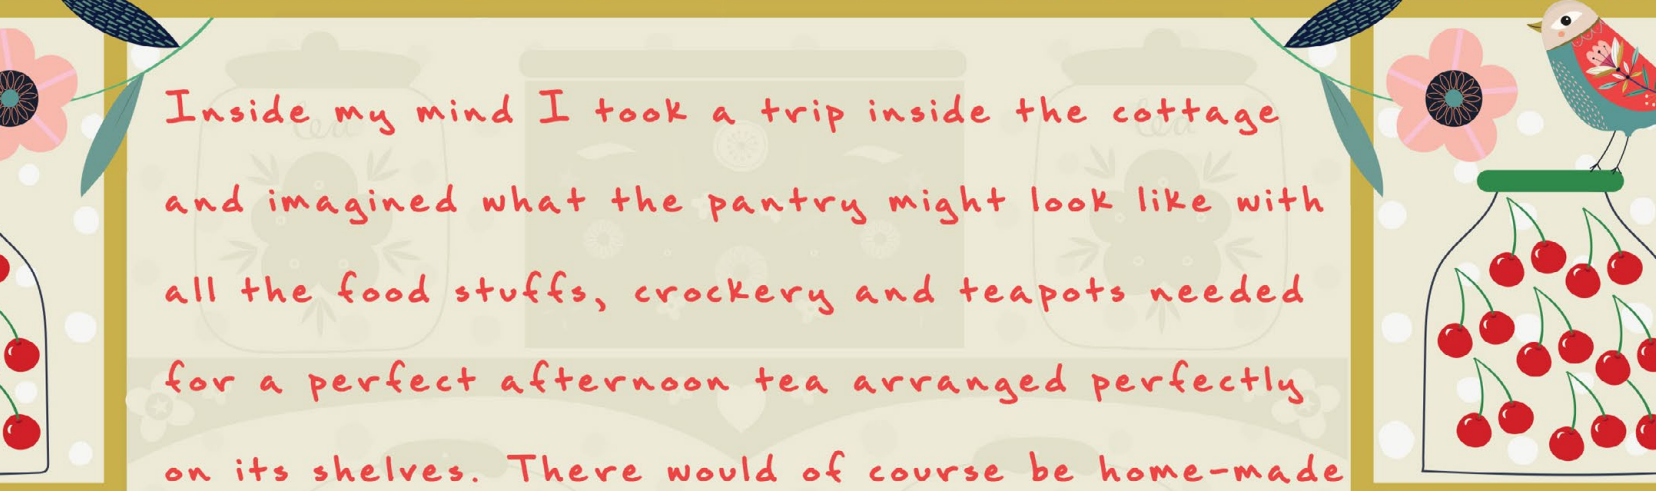 Inside my mind I took a trip inside the cottage
and imagined what the pantry might look like with
all the food stuffs, crockery and teapots needed
for a perfect afternoon tea arranged perfectly
on its shelves. There would of course be home-made
tea
tea